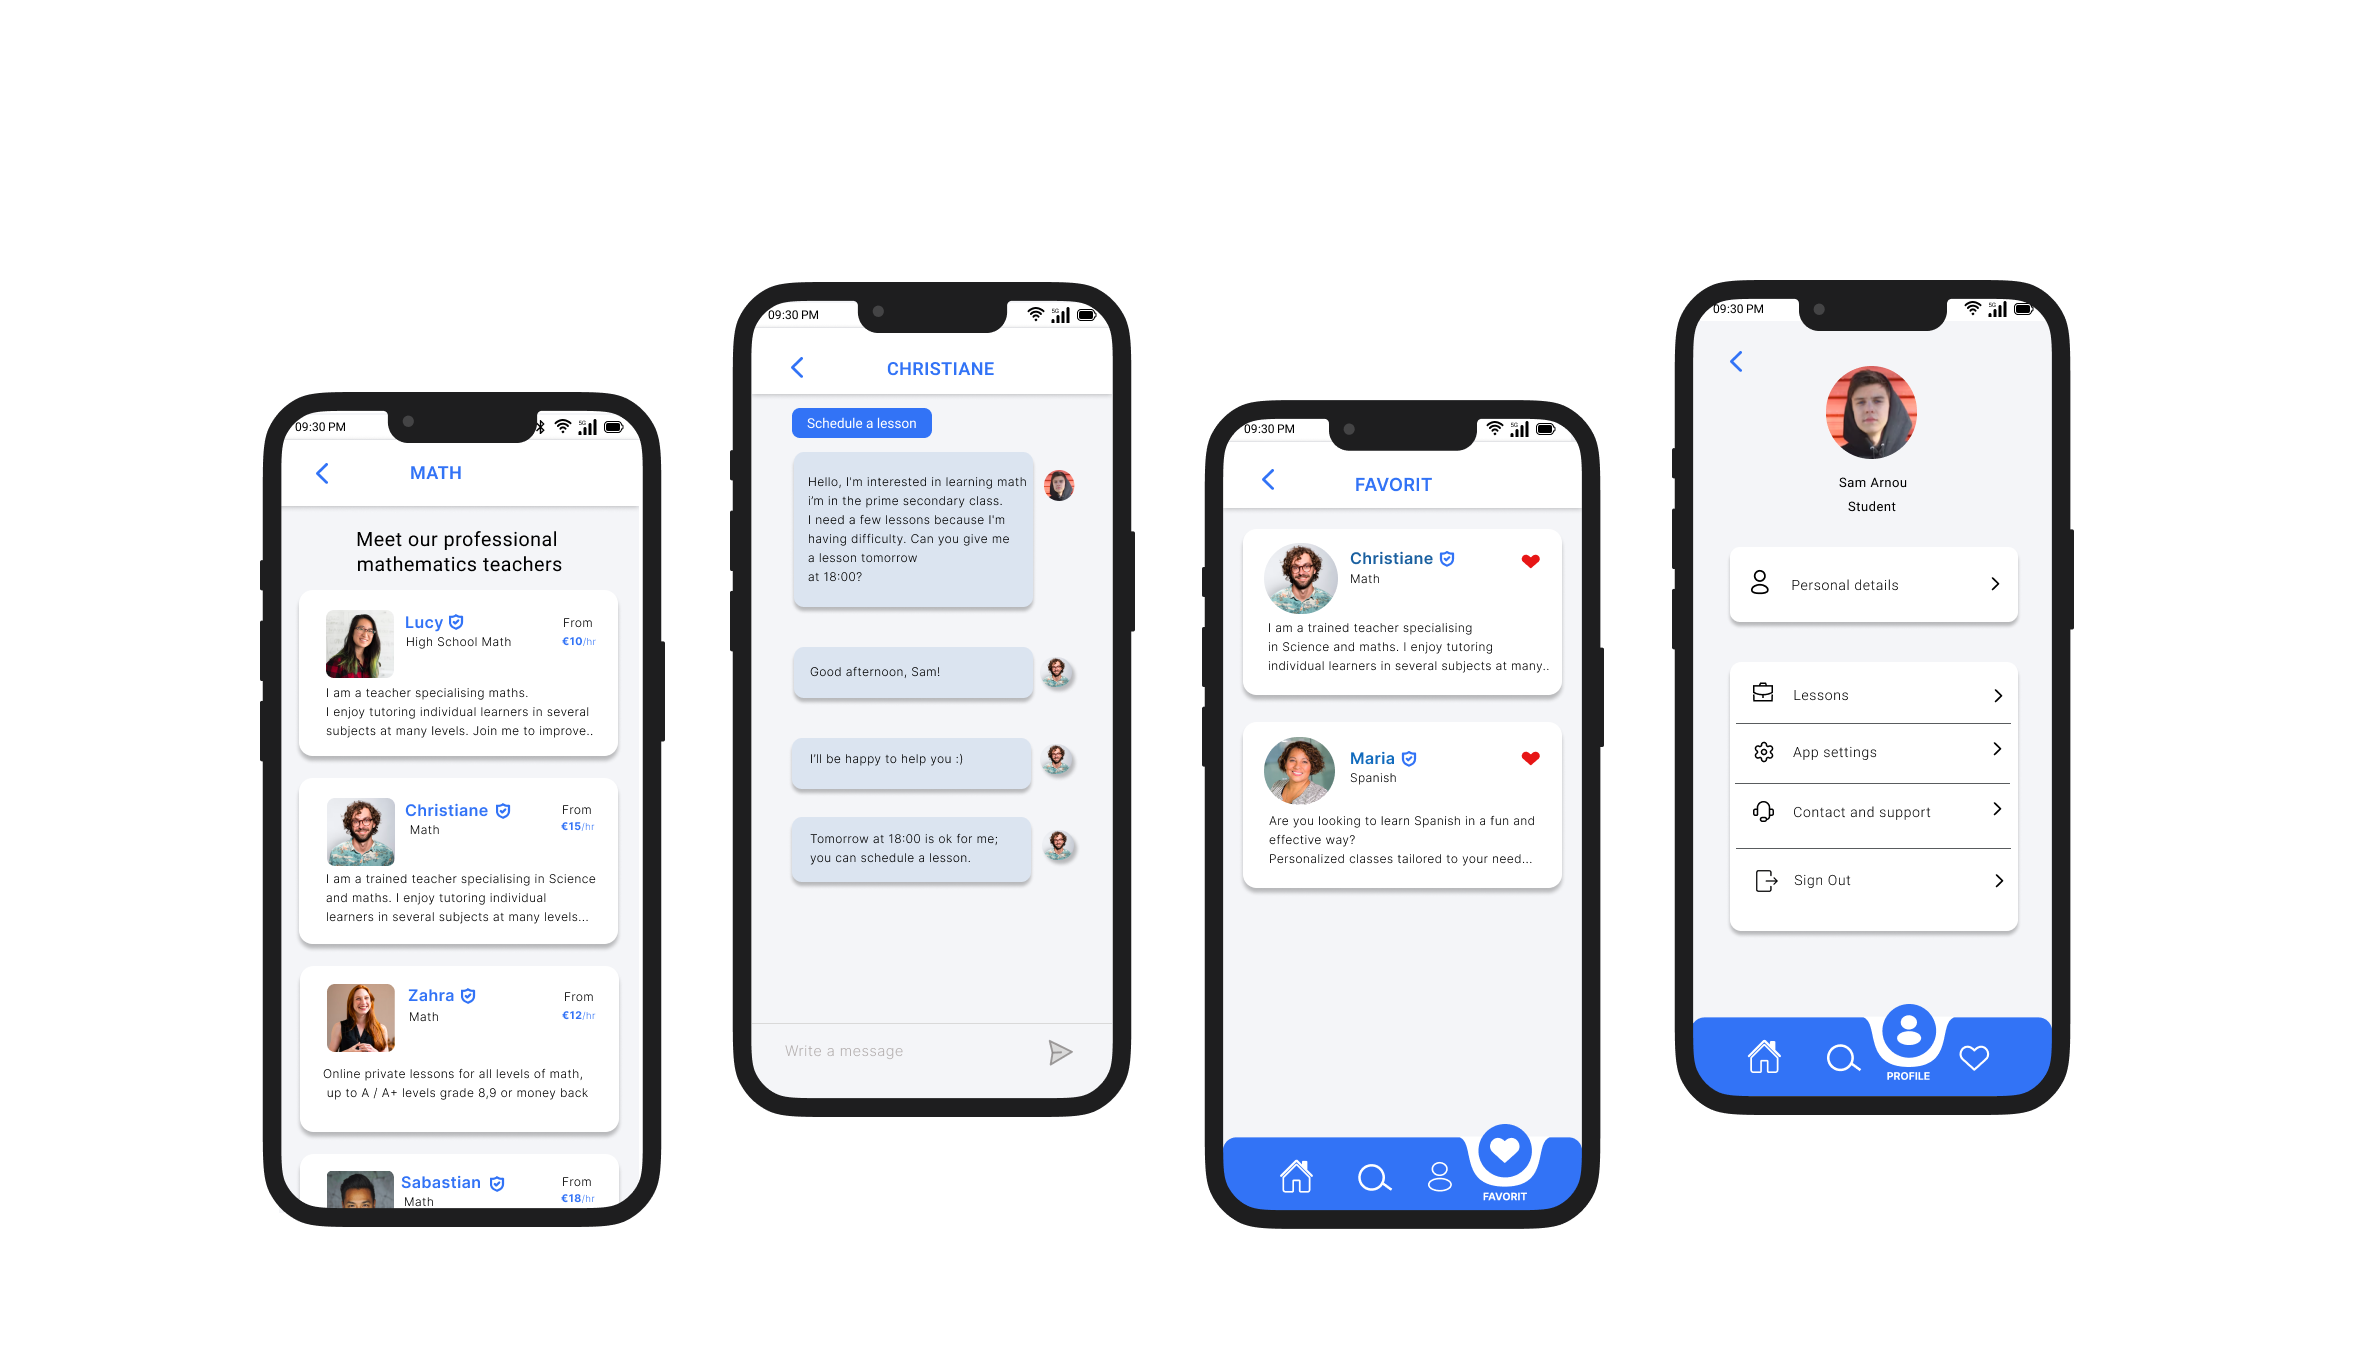 09:30 PM
5G
MATH
Meet our professional
mathematics teachers
Lucy
From
High School Math
€10/hr
I am a teacher specialising maths.
I enjoy tutoring individual learners in several
subjects at many levels. Join me to improve..
Christiane
From
Math
€15/hr
I am a trained teacher specialising in Science
and maths. I enjoy tutoring individual
learners in several subjects at many levels...
Zahra
From
Math
€12/hr
Online private lessons for all levels of math,
up to A / A+ levels grade 8,9 or money back
Sabastian
From
Math
€18/hr
09:30 PM
5G
CHRISTIANE
Schedule a lesson
Hello, I'm interested in learning math
i'm in the prime secondary class.
I need a few lessons because I'm
having difficulty. Can you give me
a lesson tomorrow
at 18:00?
Good afternoon, Sam!
I'll be happy to help you :)
Tomorrow at 18:00 is ok for me;
you can schedule a lesson.
Write a message
09:30 PM
5G
FAVORIT
Christiane
Math
I am a trained teacher specialising
in Science and maths. I enjoy tutoring
individual learners in several subjects at many..
Maria
Spanish
Are you looking to learn Spanish in a fun and
effective way?
Personalized classes tailored to your need...
FAVORIT
09:30 PM
5G
Sam Arnou
Student
Personal details
Lessons
App settings
Contact and support
Sign Out
PROFILE